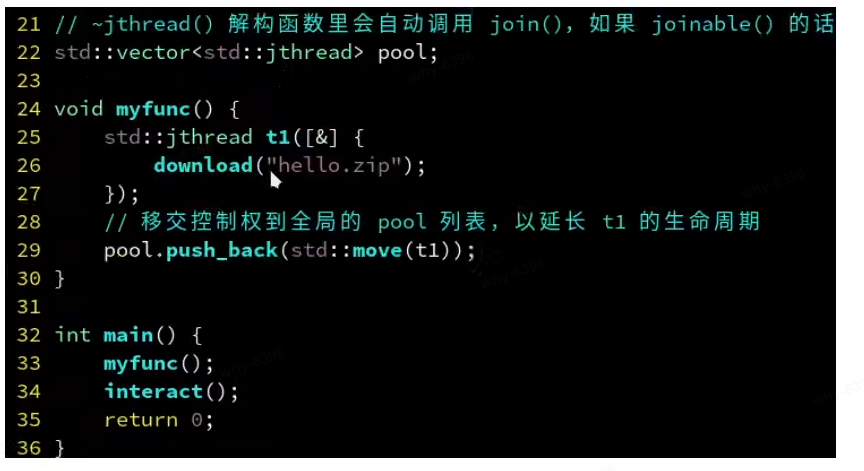 21 // ~jthread() 解构函数里会自动调用 join()，如果 joinable() 的话
22 std::vector<std::jthread> pool;
23
24 void myfunc() {
25     std::jthread t1([&] {
26         download("hello.zip");
27     });
28     // 移交控制权到全局的 pool 列表，以延长 t1 的生命周期
29     pool.push_back(std::move(t1));
30 }
31
32 int main() {
33     myfunc();
34     interact();
35     return 0;
36 }